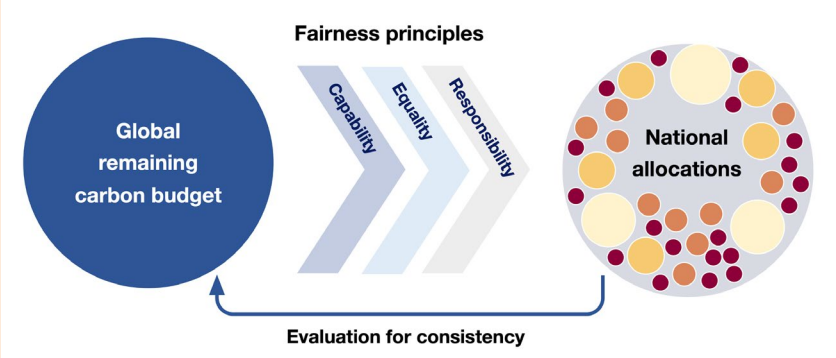 Fairness principles
Global
remaining
carbon budget
Capability
Equality
Responsibility
National
allocations
Evaluation for consistency